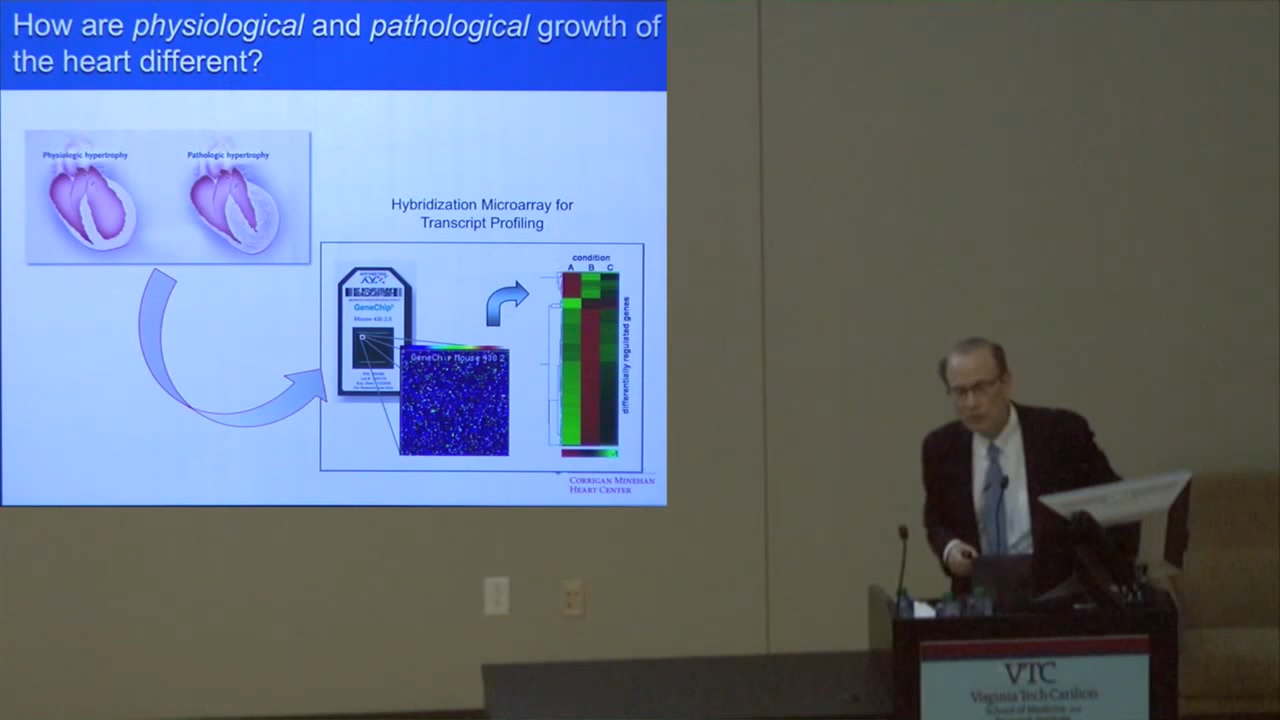 How are physiological and pathological growth of
the heart different?
Physiologic hypertrophy
Pathologic hypertrophy
Hybridization Microarray for
Transcript Profiling
GeneChip®
Mouse 430 2.0
GeneChip Mouse 430 2
condition
A B C
differentially regulated genes
CORRIGAN MINEHAN
HEART CENTER
VTC
Virginia Tech Carilion
School of Medicine and